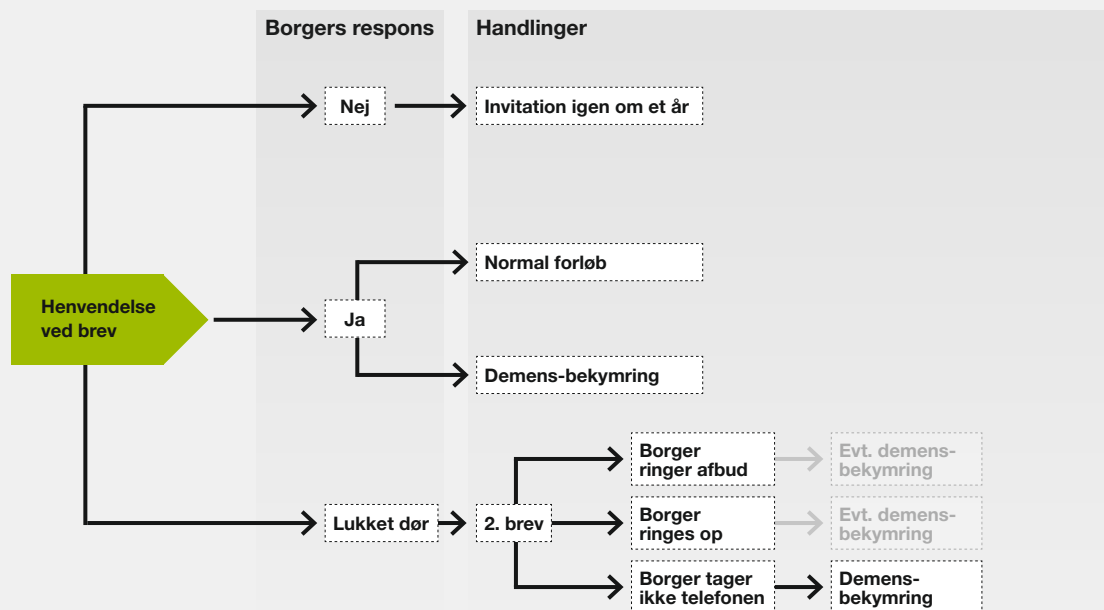 Borgers respons
Handlinger
Nej
Invitation igen om et år
Normal forløb
Henvendelse
ved brev
Ja
Demens-bekymring
Borger
ringer afbud
Evt. demens-
bekymring
Lukket dør
2. brev
Borger
ringes op
Evt. demens-
bekymring
Borger tager
ikke telefonen
Demens-
bekymring